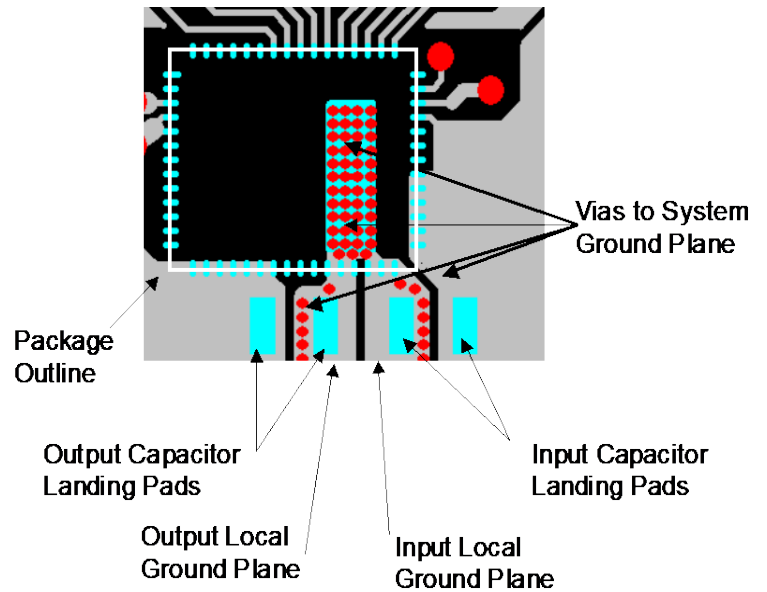 Vias to System
Ground Plane
Package
Outline
Output Capacitor
Landing Pads
Input Capacitor
Landing Pads
Output Local
Ground Plane
Input Local
Ground Plane